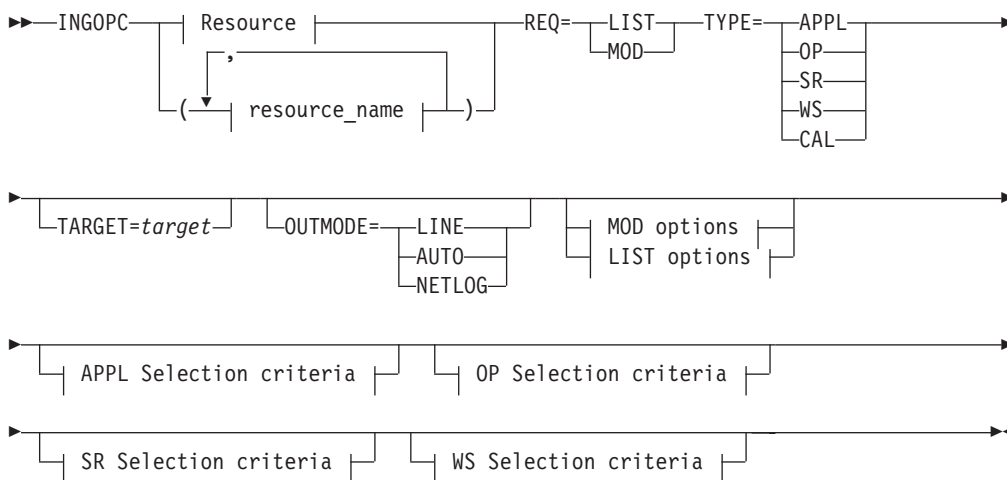 INGOPC Resource REQ= LIST TYPE= APPL
, MOD OP
( resource_name ) SR
WS
CAL
TARGET=target OUTMODE= LINE MOD options
AUTO LIST options
NETLOG
APPL Selection criteria OP Selection criteria
SR Selection criteria WS Selection criteria